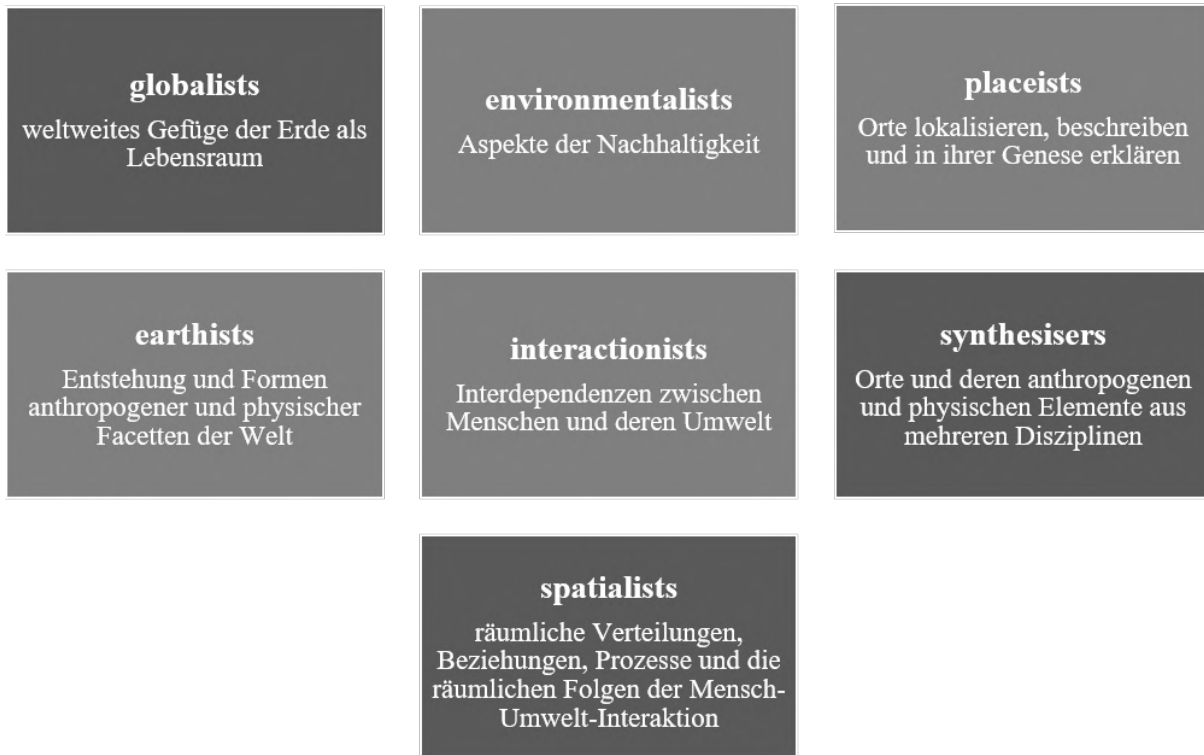 globalists
weltweites Gefüge der Erde als
Lebensraum
environmentalists
Aspekte der Nachhaltigkeit
placeists
Orte lokalisieren, beschreiben
und in ihrer Genese erklären
earthists
Entstehung und Formen
anthropogener und physischer
Facetten der Welt
interactionists
Interdependenzen zwischen
Menschen und deren Umwelt
synthesisers
Orte und deren anthropogenen
und physischen Elemente aus
mehreren Disziplinen
spatialists
räumliche Verteilungen,
Beziehungen, Prozesse und die
räumlichen Folgen der Mensch-
Umwelt-Interaktion